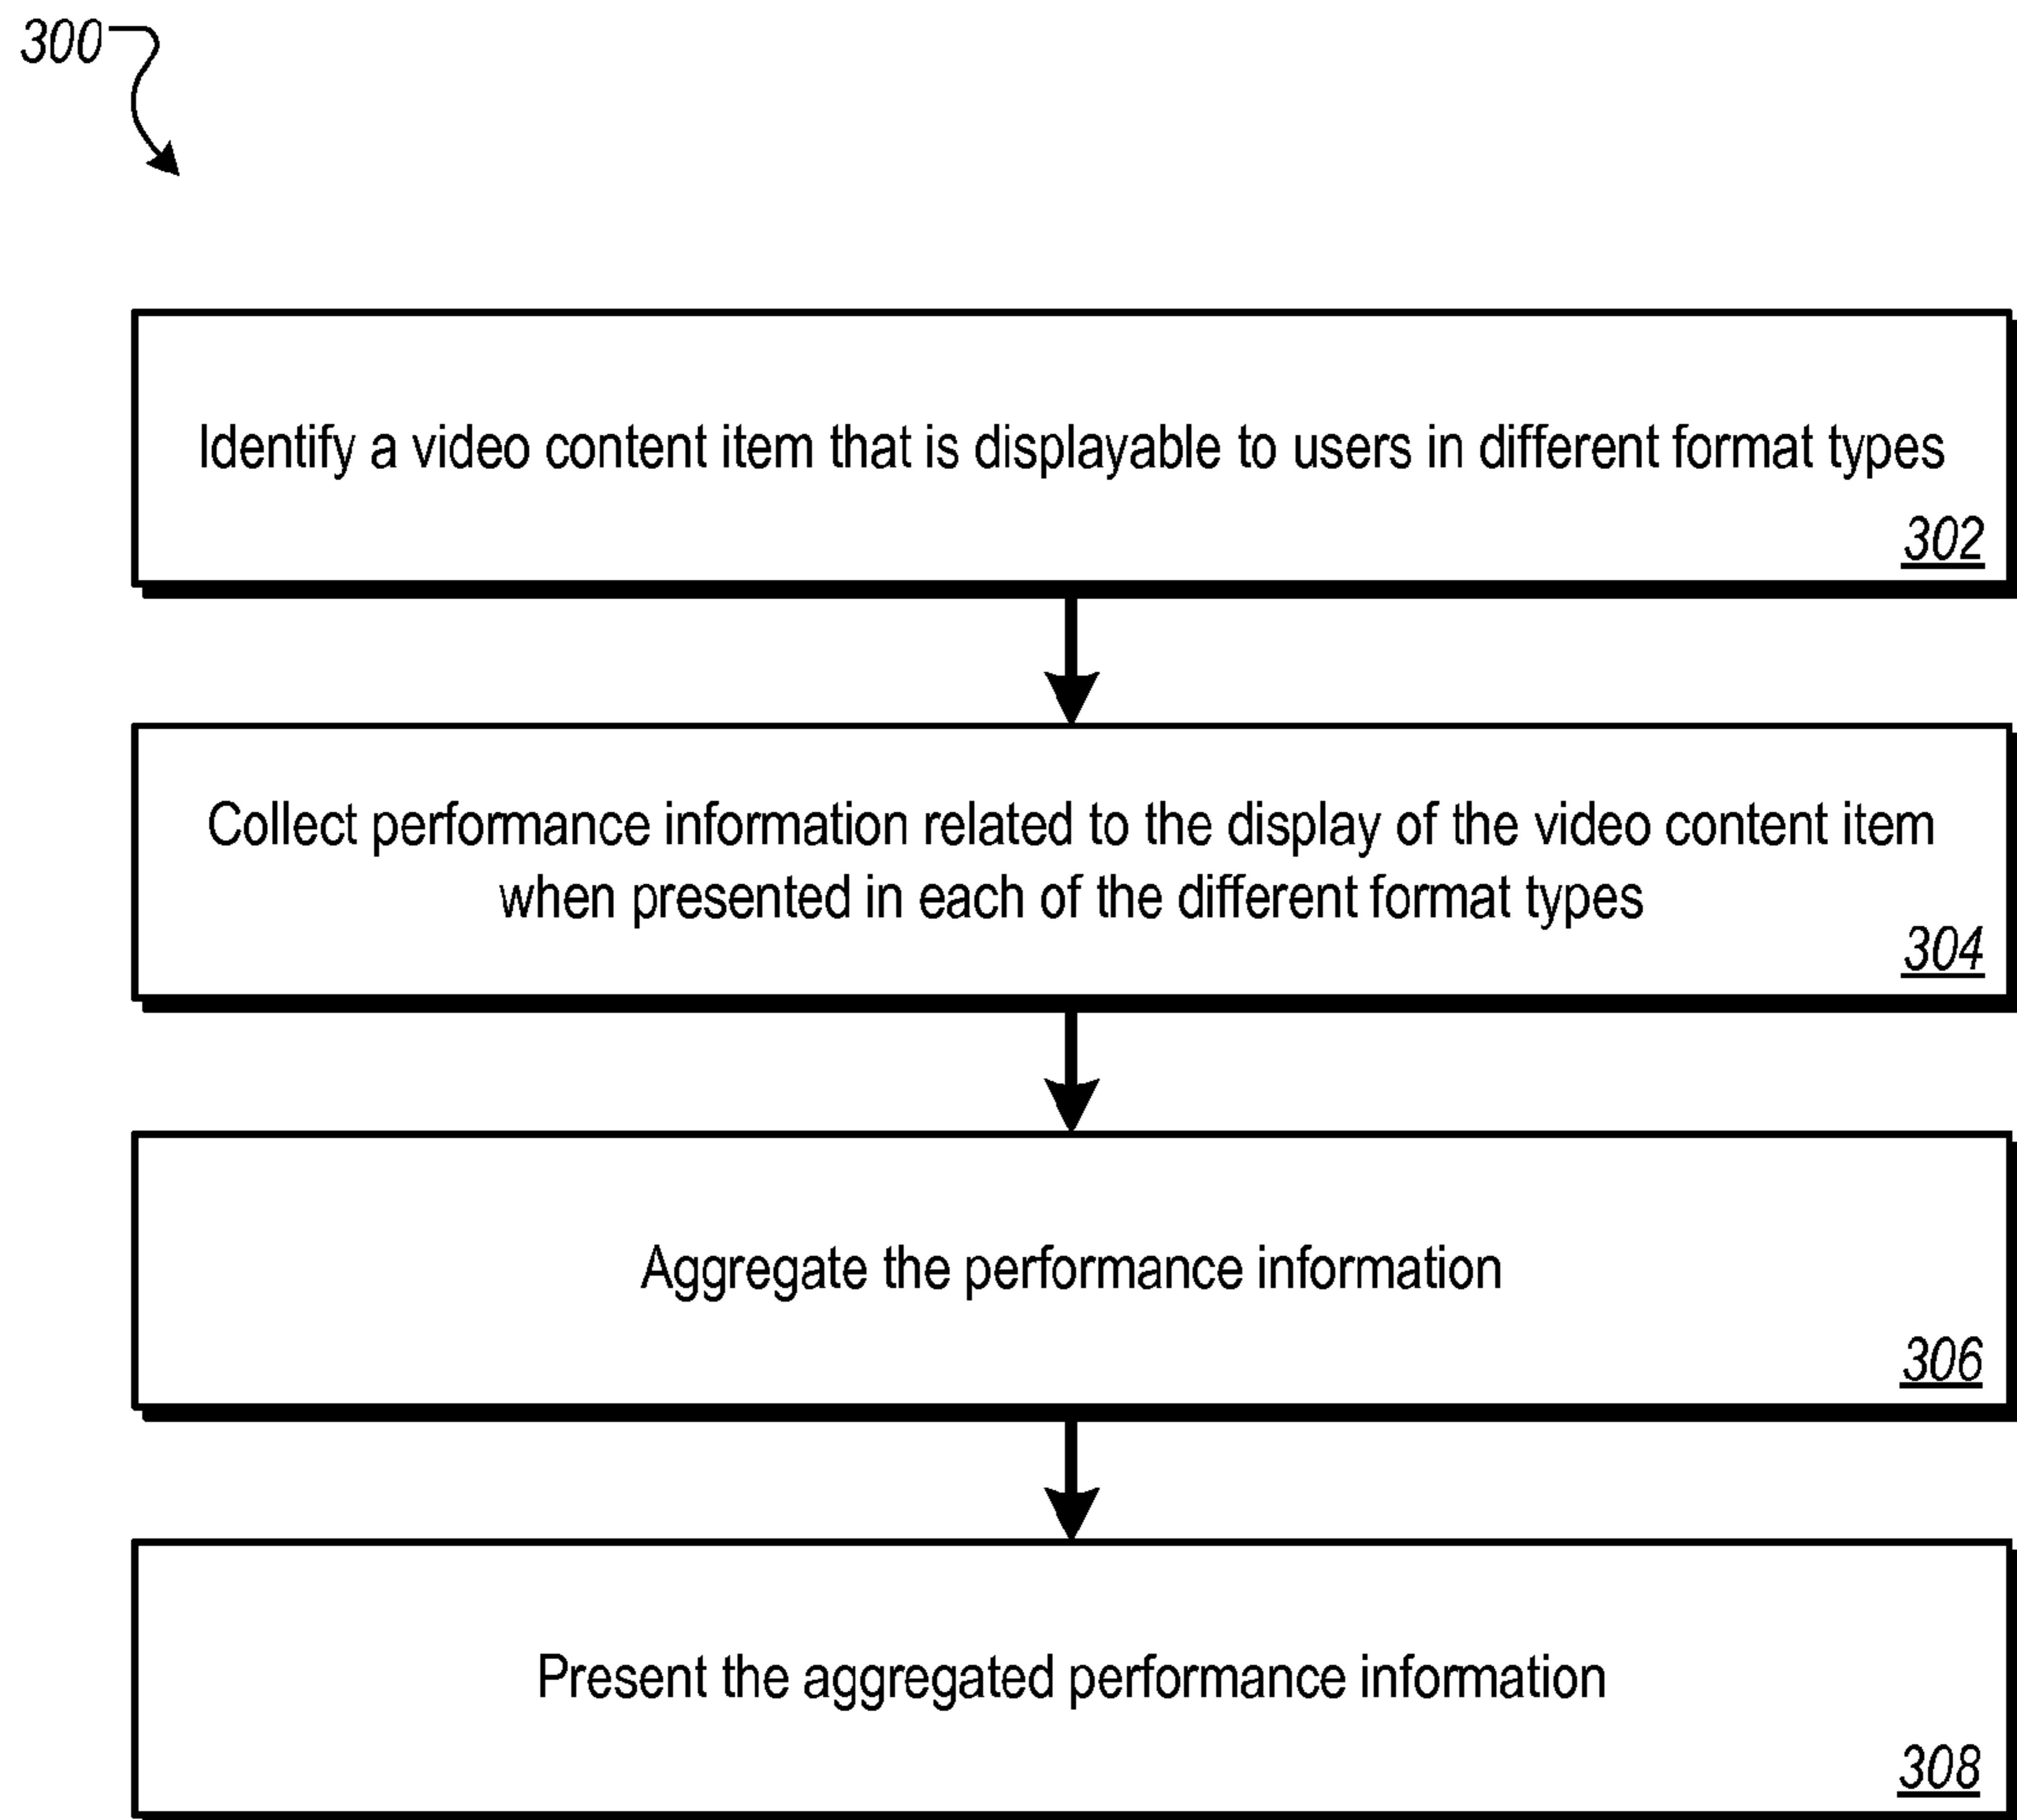 300
Identify a video content item that is displayable to users in different format types
302
Collect performance information related to the display of the video content item
when presented in each of the different format types
304
Aggregate the performance information
306
Present the aggregated performance information
308